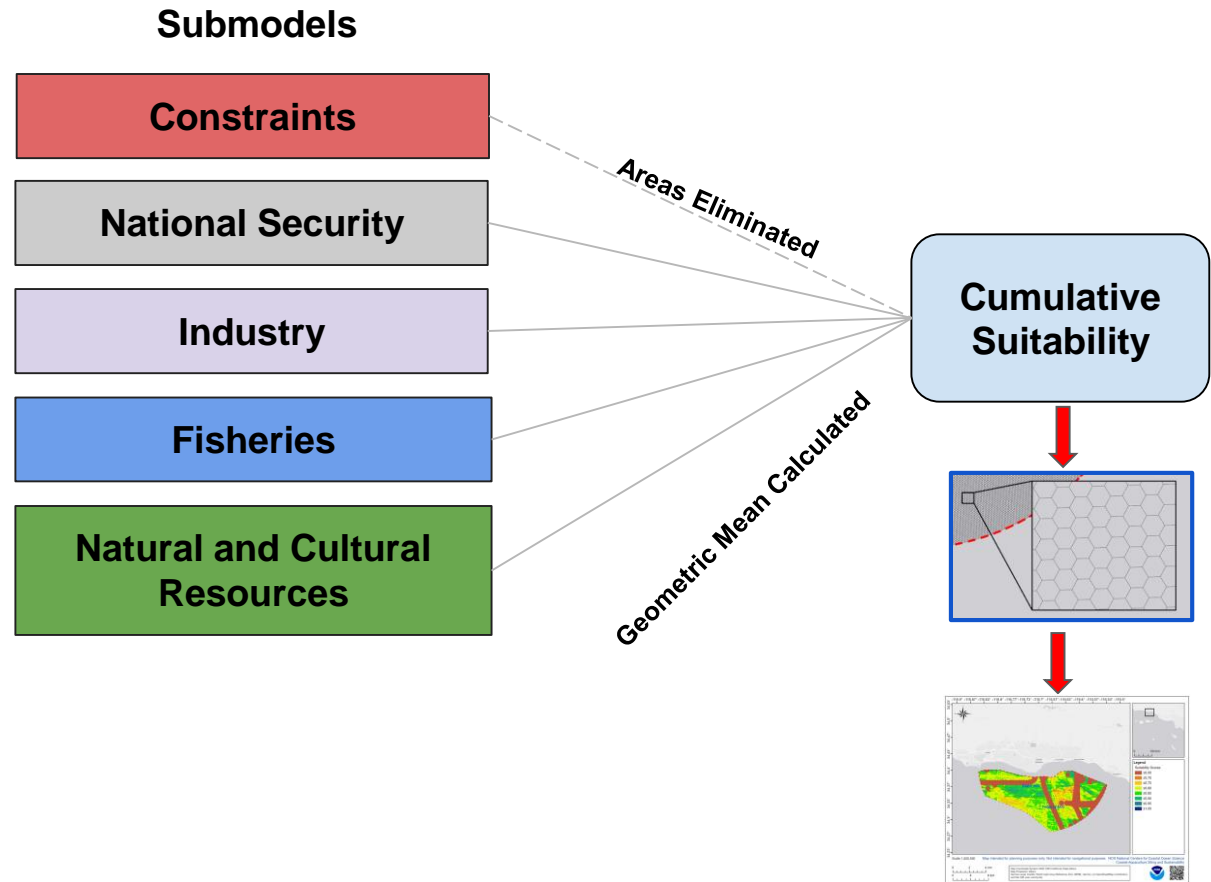 Submodels
Constraints
National Security
Industry
Fisheries
Natural and Cultural
Resources
Areas Eliminated
Geometric Mean Calculated
Cumulative
Suitability
Legend